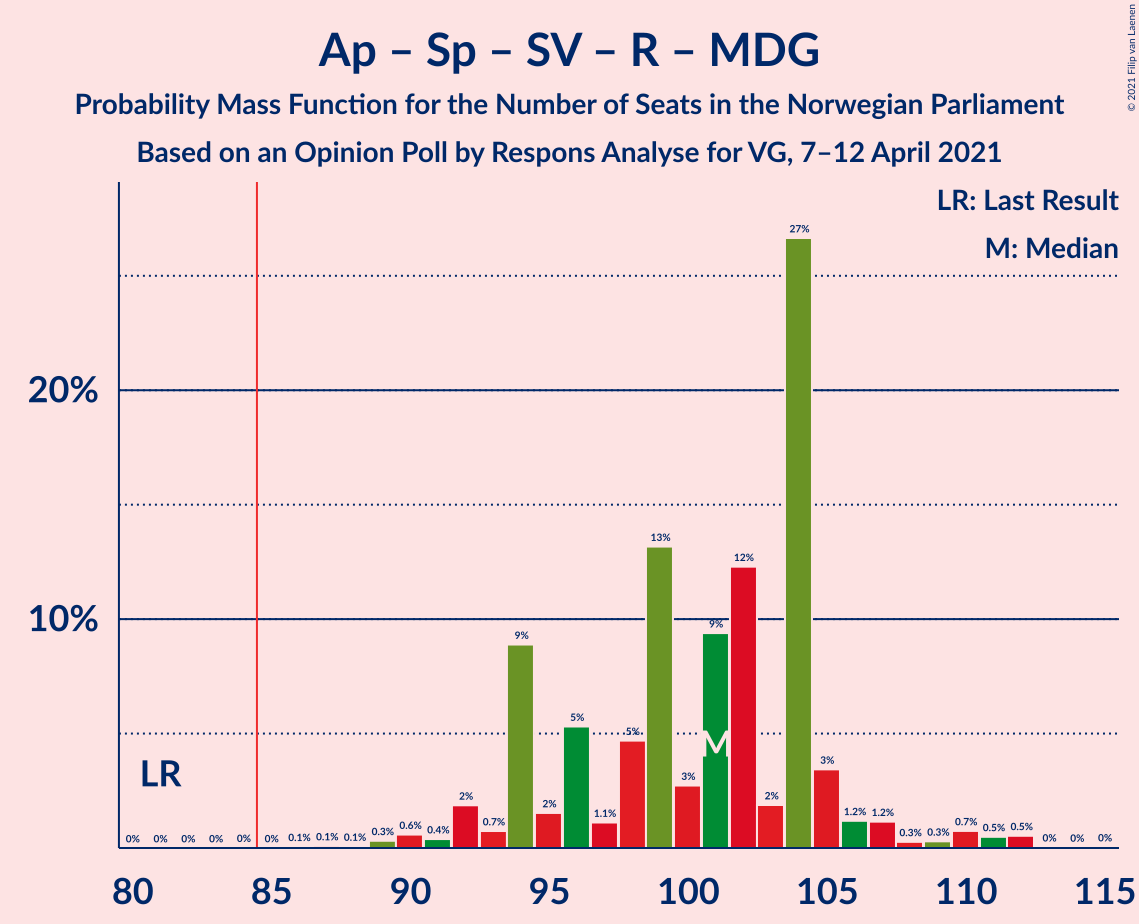 © 2021 Filip van Laenen
Ap – Sp – SV – R – MDG
Probability Mass Function for the Number of Seats in the Norwegian Parliament
Based on an Opinion Poll by Respons Analyse for VG, 7–12 April 2021
LR: Last Result
M: Median
20%
10%
LR
M
0% 0% 0% 0% 0% 0% 0.1% 0.1% 0.1% 0.3% 0.6% 0.4% 2% 0.7% 9% 2% 5% 1.1% 5% 13% 3% 9% 12% 2% 27% 3% 1.2% 1.2% 0.3% 0.3% 0.7% 0.5% 0.5% 0% 0% 0%
80 85 90 95 100 105 110 115